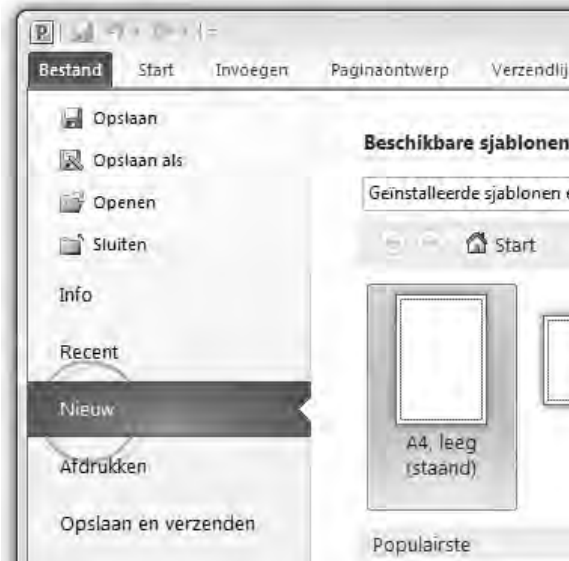 Bestand Start Invoegen Paginaontwerp Verzendlij
Opslaan
Opslaan als
Openen
Sluiten
Info
Recent
Nieuw
Afdrukken
Opslaan en verzenden
Beschikbare sjablonen
Geïnstalleerde sjablonen e
Start
A4, leeg
(staand)
Populairste